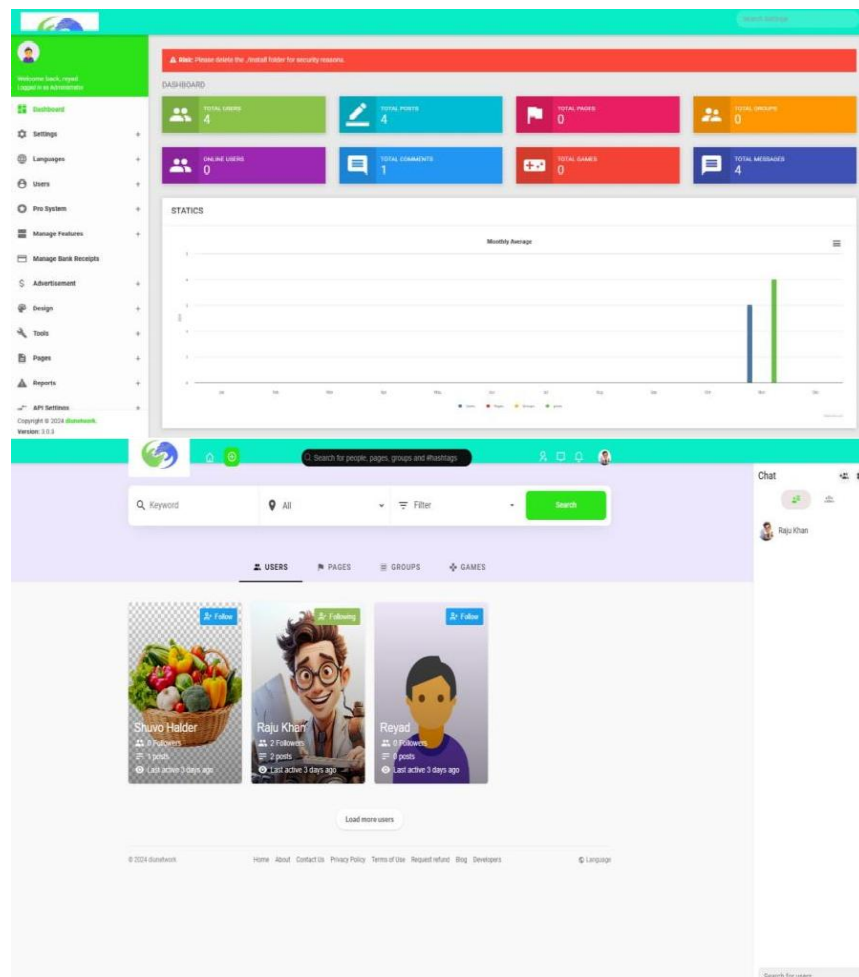 Search Settings
Welcome back, reyad.
Logged in as Administrator
Dashboard
Settings +
Languages +
Users +
Pro System +
Manage Features +
Manage Bank Receipts
Advertisement +
Design +
Tools +
Pages +
Reports +
API Settings +
Copyright © 2024 dianetwork.
Version: 3.0.3
Please delete the ./install folder for security reasons.
DASHBOARD
TOTAL USERS
4
TOTAL POSTS
4
TOTAL PAGES
0
TOTAL GROUPS
0
ONLINE USERS
0
TOTAL COMMENTS
1
TOTAL GAMES
0
TOTAL MESSAGES
4
STATICS
Monthly Average
Search for people, pages, groups and #hashtags
Keyword
All
Filter
Search
USERS
PAGES
GROUPS
GAMES
Follow
Shuvo Halder
0 Followers
1 posts
Last active 3 days ago
Following
Raju Khan
2 Followers
2 posts
Last active 3 days ago
Follow
Reyad
0 Followers
0 posts
Last active 3 days ago
Load more users
© 2024 dianetwork
Home About Contact Us Privacy Policy Terms of Use Request refund Blog Developers
Language
Chat
Raju Khan
Search for users